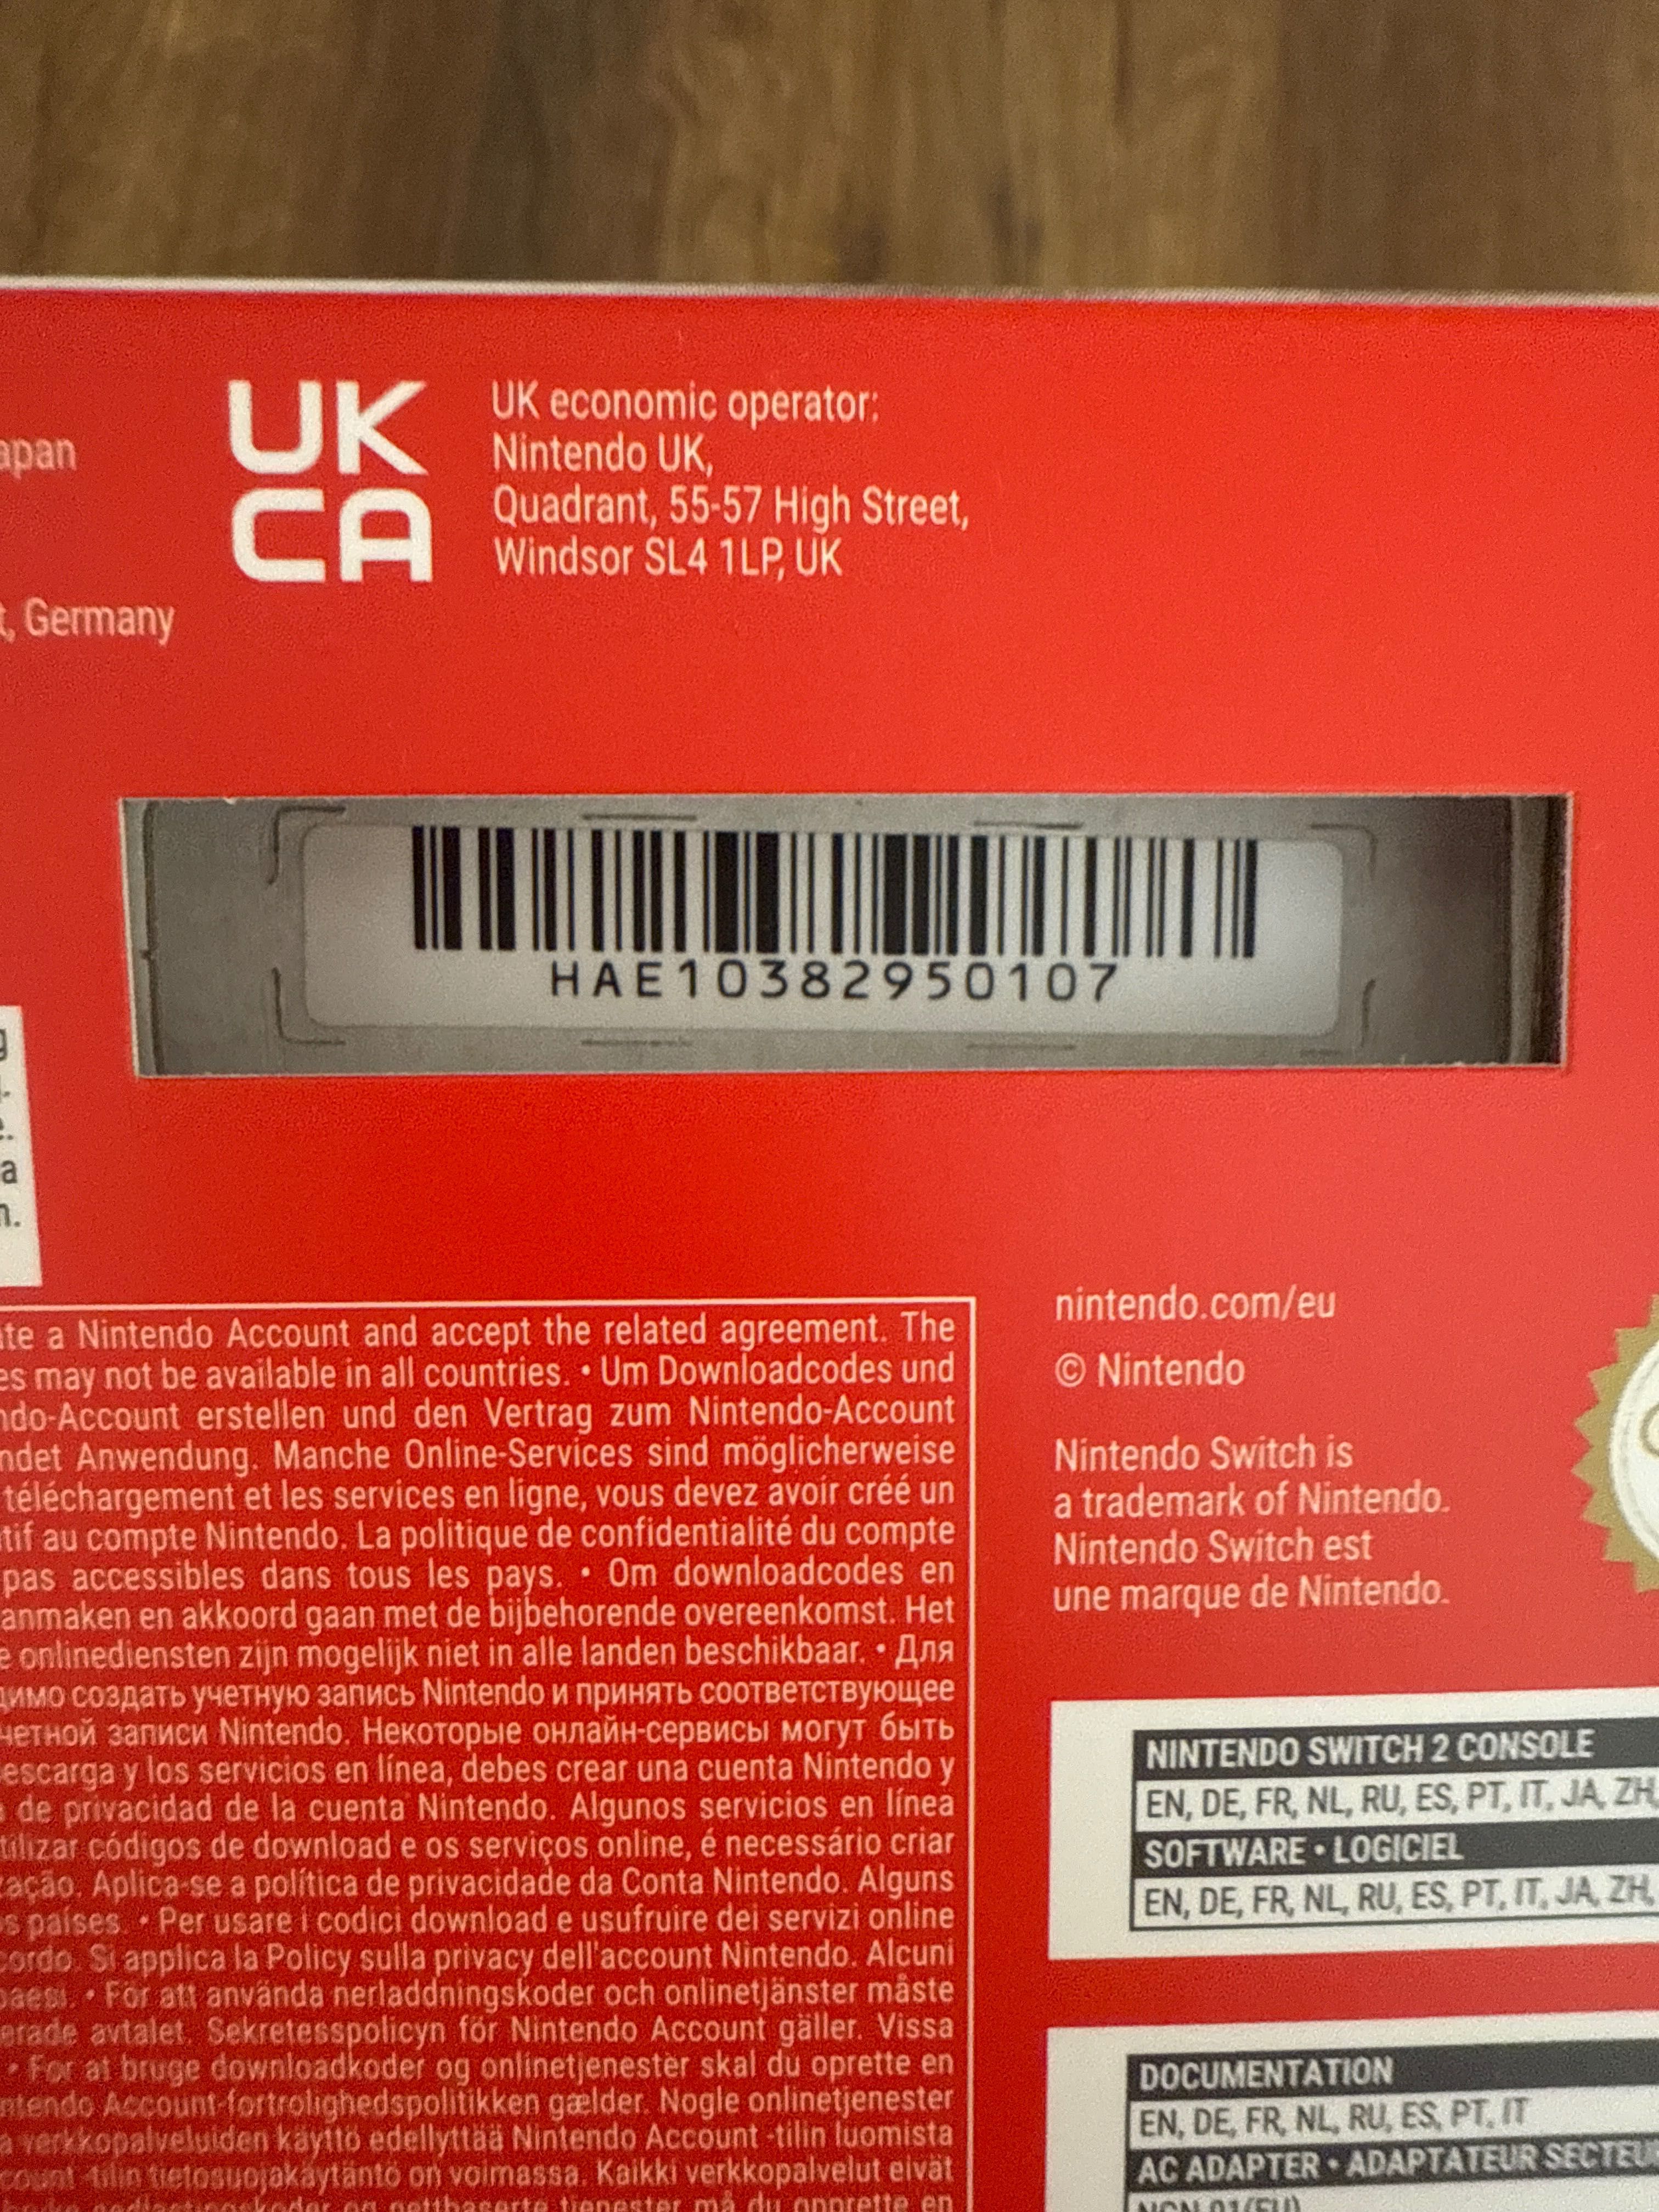 apan
t, Germany
UK
CA
UK economic operator:
Nintendo UK,
Quadrant, 55-57 High Street,
Windsor SL4 1LP, UK
HAE10382950107
a
ate a Nintendo Account and accept the related agreement. The
es may not be available in all countries. • Um Downloadcodes und
ndo-Account erstellen und den Vertrag zum Nintendo-Account
ndet Anwendung. Manche Online-Services sind möglicherweise
téléchargement et les services en ligne, vous devez avoir créé un
tif au compte Nintendo. La politique de confidentialité du compte
pas accessibles dans tous les pays. • Om downloadcodes en
anmaken en akkoord gaan met de bijbehorende overeenkomst. Het
e onlinediensten zijn mogelijk niet in alle landen beschikbaar. • Для
димо создать учетную запись Nintendo и принять соответствующее
четной записи Nintendo. Некоторые онлайн-сервисы могут быть
escarga y los servicios en línea, debes crear una cuenta Nintendo y
de privacidad de la cuenta Nintendo. Algunos servicios en línea
tilizar códigos de download e os serviços online, é necessário criar
ação. Aplica-se a política de privacidade da Conta Nintendo. Alguns
s países. • Per usare i codici download e usufruire dei servizi online
cordo. Si applica la Policy sulla privacy dell'account Nintendo. Alcuni
paesi. • För att använda nerladdningskoder och onlinetjänster måste
erade avtalet. Sekretesspolicyn för Nintendo Account gäller. Vissa
• For at bruge downloadkoder og onlinetjenester skal du oprette en
ntendo Account-fortrolighedspolitikken gælder. Nogle onlinetjenester
a verkkopalveluiden käyttö edellyttää Nintendo Account -tilin luomista
count -tilin tietosuojakäytäntö on voimassa. Kaikki verkkopalvelut eivät
og nettbaserte tjenester må du opprette en
nintendo.com/eu
© Nintendo
Nintendo Switch is
a trademark of Nintendo.
Nintendo Switch est
une marque de Nintendo.
NINTENDO SWITCH 2 CONSOLE
EN, DE, FR, NL, RU, ES, PT, IT, JA, ZH,
SOFTWARE • LOGICIEL
EN, DE, FR, NL, RU, ES, PT, IT, JA, ZH,
DOCUMENTATION
EN, DE, FR, NL, RU, ES, PT, IT
AC ADAPTER • ADAPTATEUR SECTEU